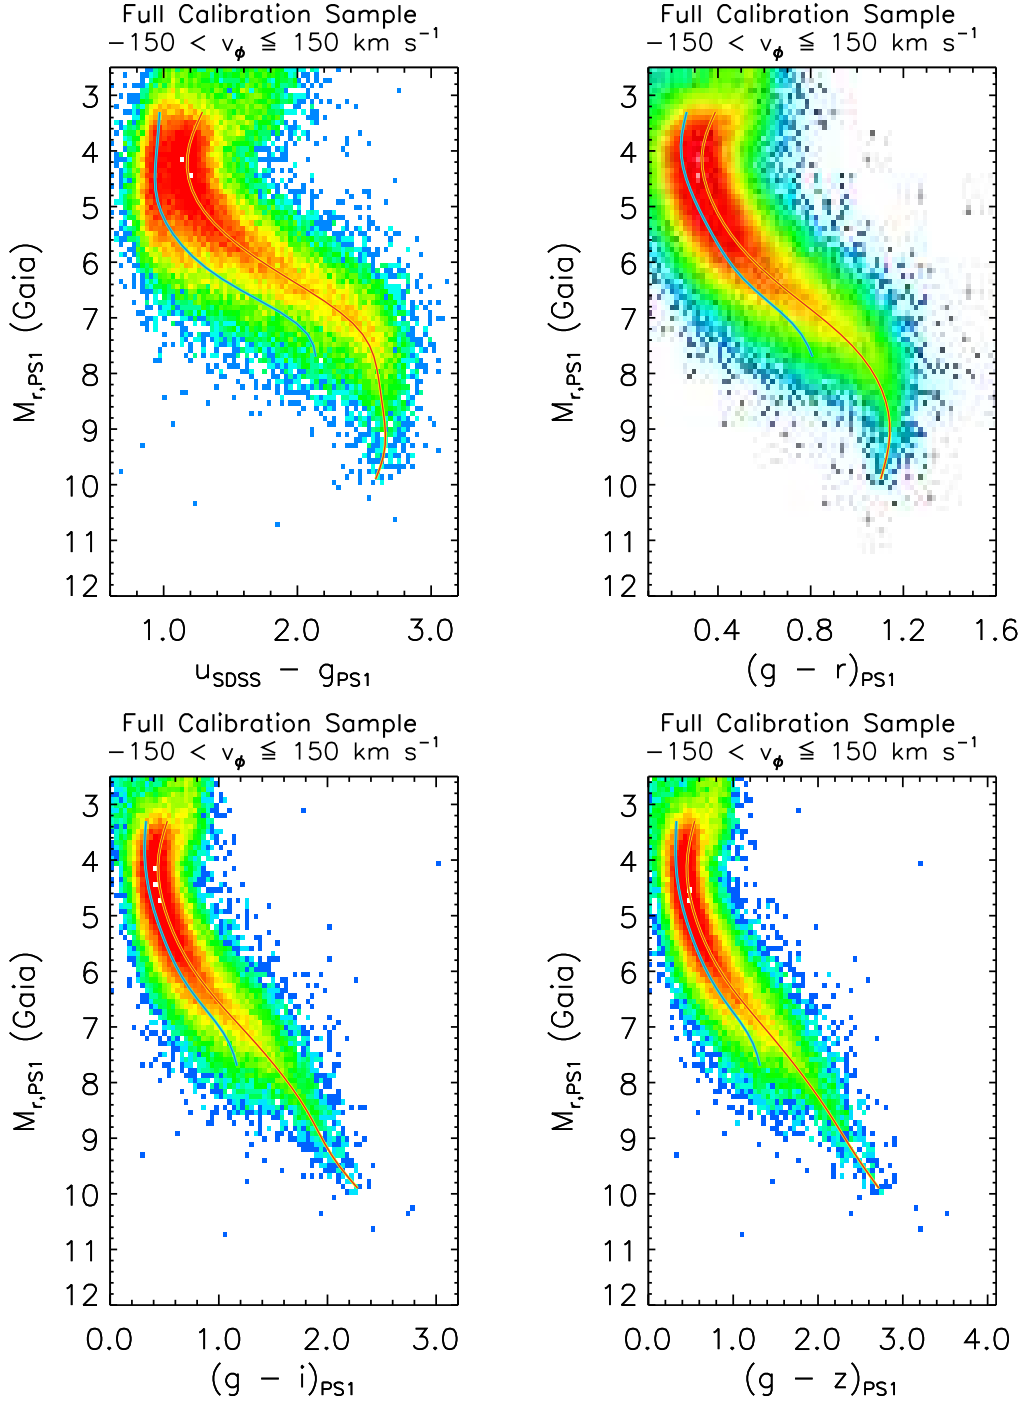 Full Calibration Sample
−150 < vϕ ≦ 150 km s−1
Full Calibration Sample
−150 < vϕ ≦ 150 km s−1
Mr,PS1 (Gaia)
3
4
5
6
7
8
9
10
11
12
1.0 2.0 3.0
uSDSS − gPS1
Mr,PS1 (Gaia)
3
4
5
6
7
8
9
10
11
12
0.4 0.8 1.2 1.6
(g − r)PS1
Full Calibration Sample
−150 < vϕ ≦ 150 km s−1
Full Calibration Sample
−150 < vϕ ≦ 150 km s−1
Mr,PS1 (Gaia)
3
4
5
6
7
8
9
10
11
12
0.0 1.0 2.0 3.0
(g − i)PS1
Mr,PS1 (Gaia)
3
4
5
6
7
8
9
10
11
12
0.0 1.0 2.0 3.0 4.0
(g − z)PS1